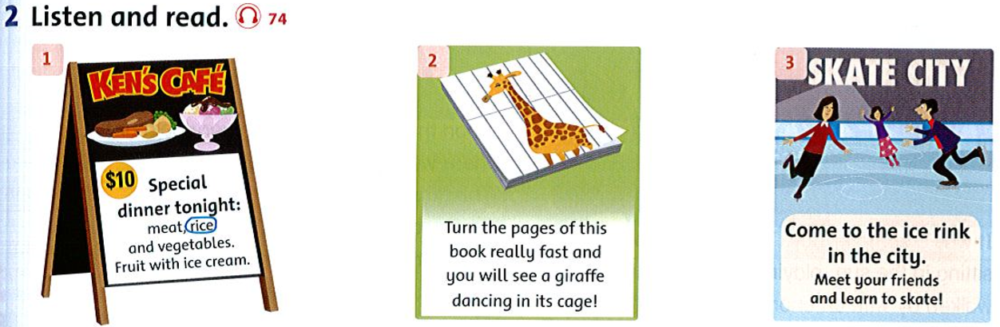 2 Listen and read. 74
1
KEN'S CAFÉ
$10 Special
dinner tonight:
meat, rice
and vegetables.
Fruit with ice cream.
2
Turn the pages of this
book really fast and
you will see a giraffe
dancing in its cage!
3
SKATE CITY
Come to the ice rink
in the city.
Meet your friends
and learn to skate!